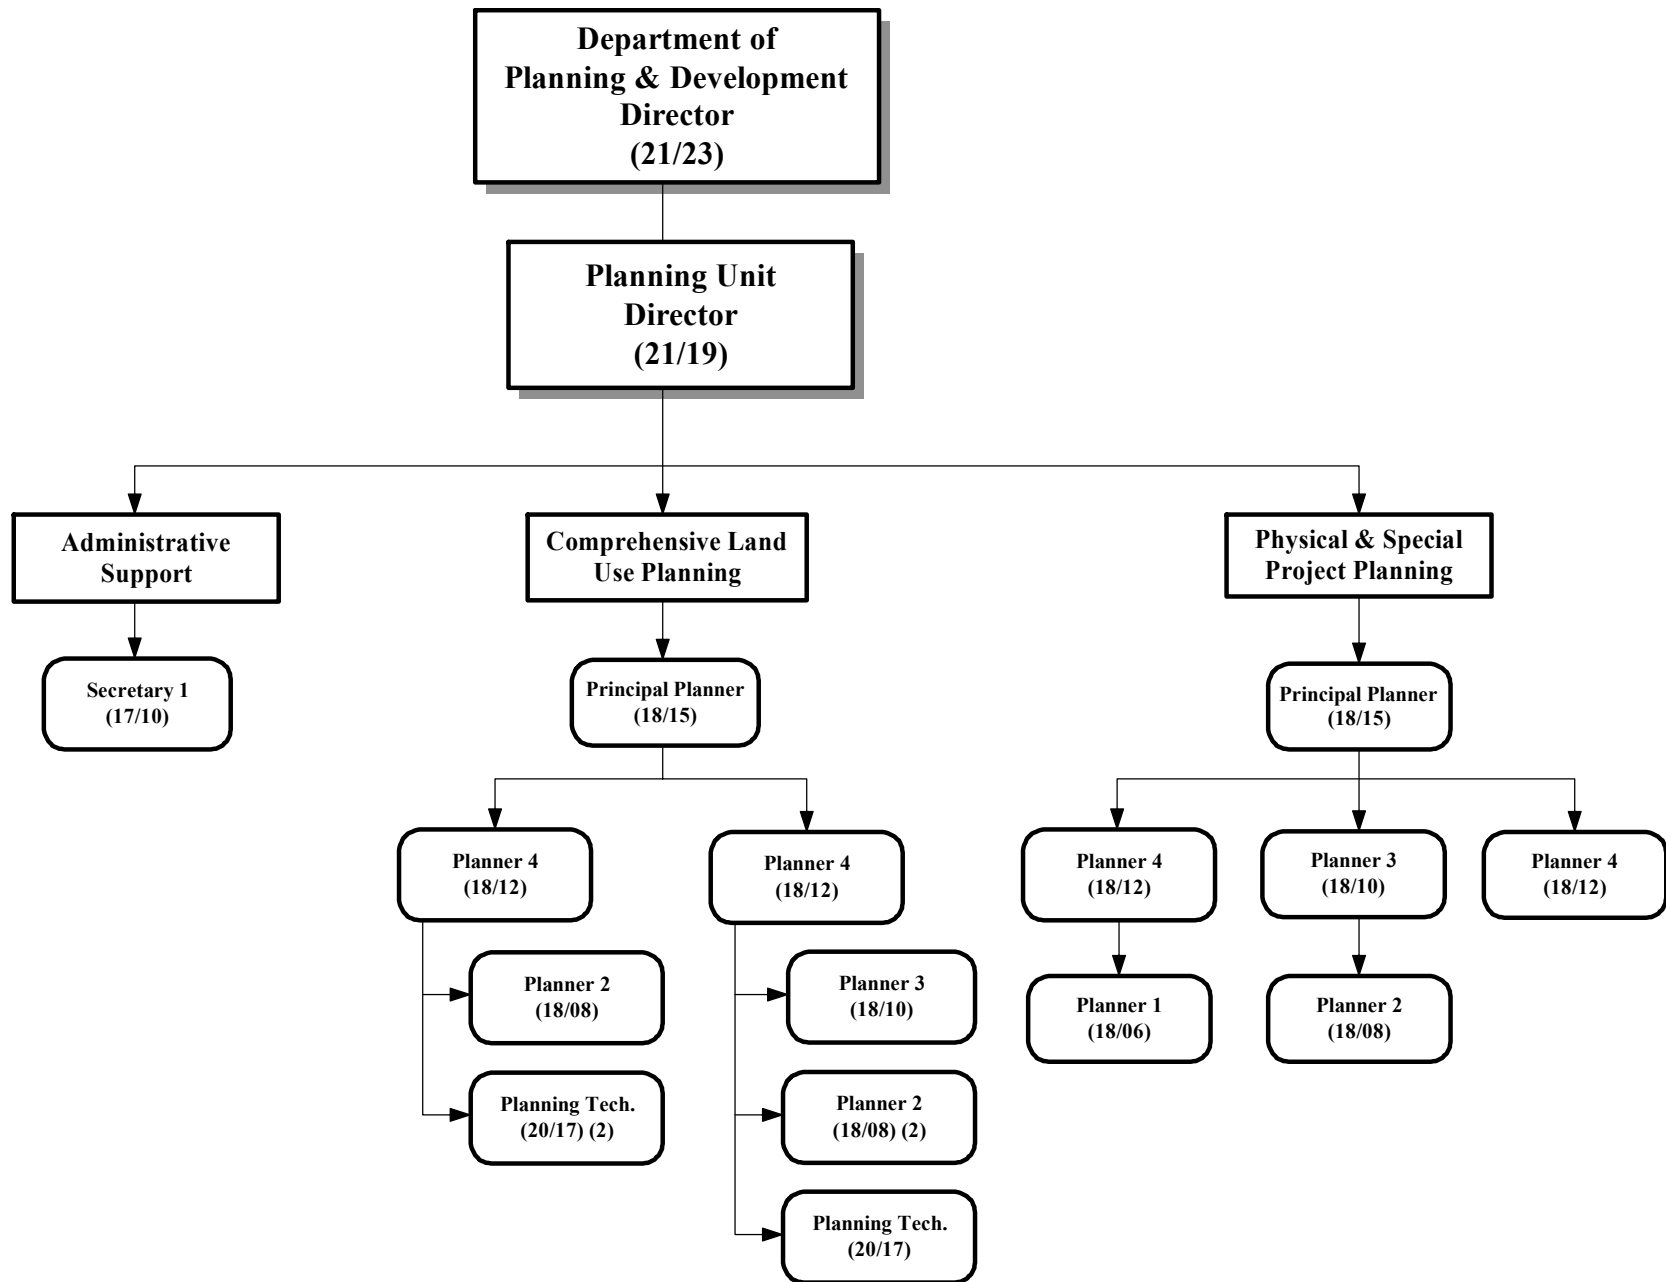 Department of
Planning & Development
Director
(21/23)
Planning Unit
Director
(21/19)
Administrative
Support
Comprehensive Land
Use Planning
Physical & Special
Project Planning
Secretary 1
(17/10)
Principal Planner
(18/15)
Principal Planner
(18/15)
Planner 4
(18/12)
Planner 4
(18/12)
Planner 4
(18/12)
Planner 3
(18/10)
Planner 4
(18/12)
Planner 2
(18/08)
Planner 3
(18/10)
Planner 1
(18/06)
Planner 2
(18/08)
Planning Tech.
(20/17) (2)
Planner 2
(18/08) (2)
Planning Tech.
(20/17)